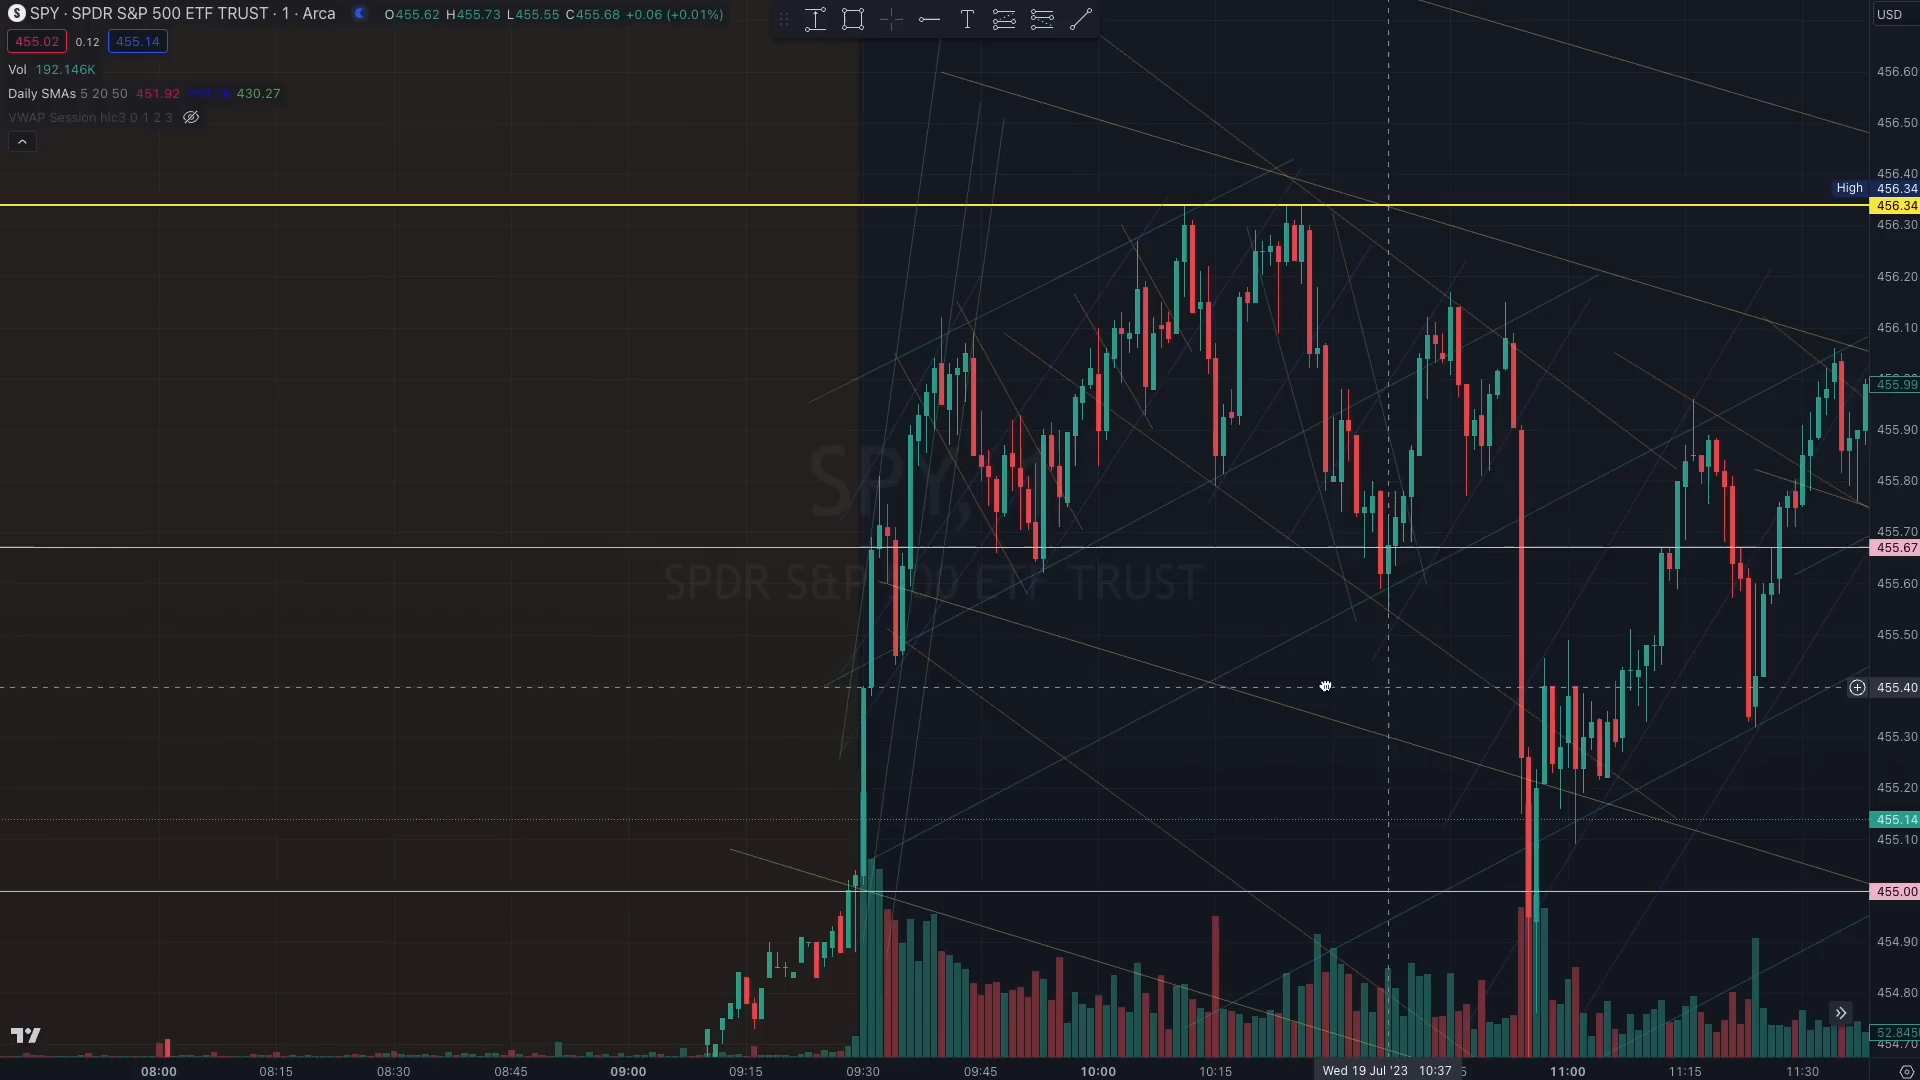 SPY · SPDR S&P 500 ETF TRUST · 1 · Arca O455.62 H455.73 L455.55 C455.68 +0.06 (+0.01%)
455.02 0.12 455.14
Vol 192.146K
Daily SMAs 5 20 50 451.92 430.27
VWAP Session hlc3 0 1 2 3
T
USD
456.60
456.50
456.40
High 456.34
456.34
456.30
456.20
456.10
455.99
455.90
455.80
455.70
455.67
455.60
455.50
455.40
455.30
455.20
455.14
455.10
455.00
454.90
454.80
52.845
454.70
SPY, 1
SPDR S&P 500 ETF TRUST
08:00 08:15 08:30 08:45 09:00 09:15 09:30 09:45 10:00 10:15 Wed 19 Jul '23 10:37 11:00 11:15 11:30